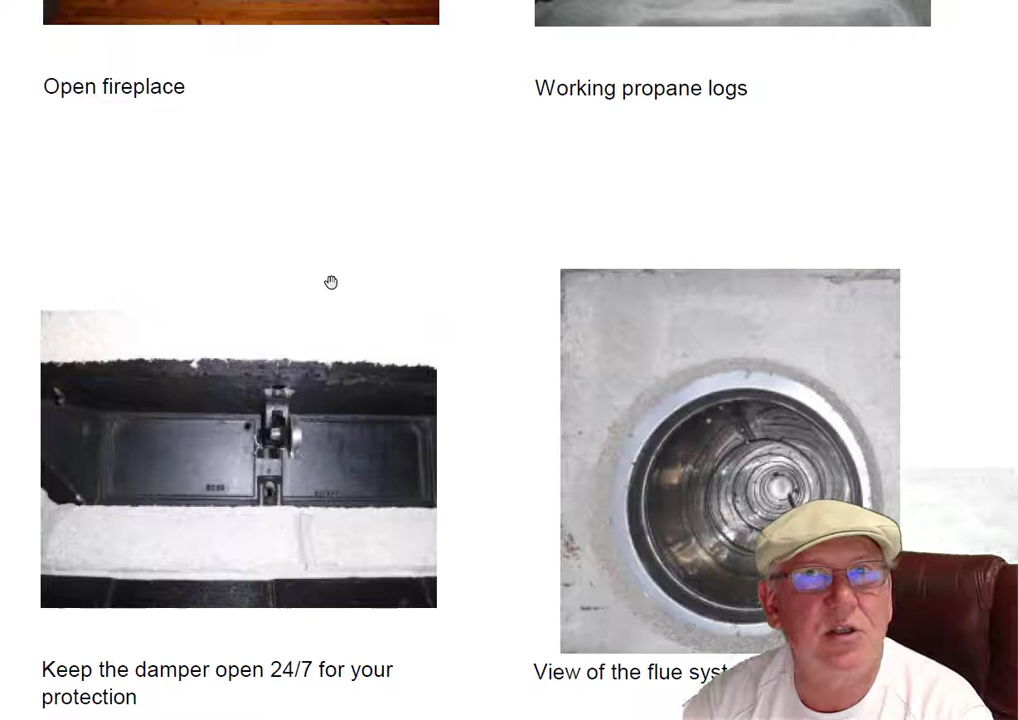 Open fireplace
Working propane logs
Keep the damper open 24/7 for your
protection
View of the flue